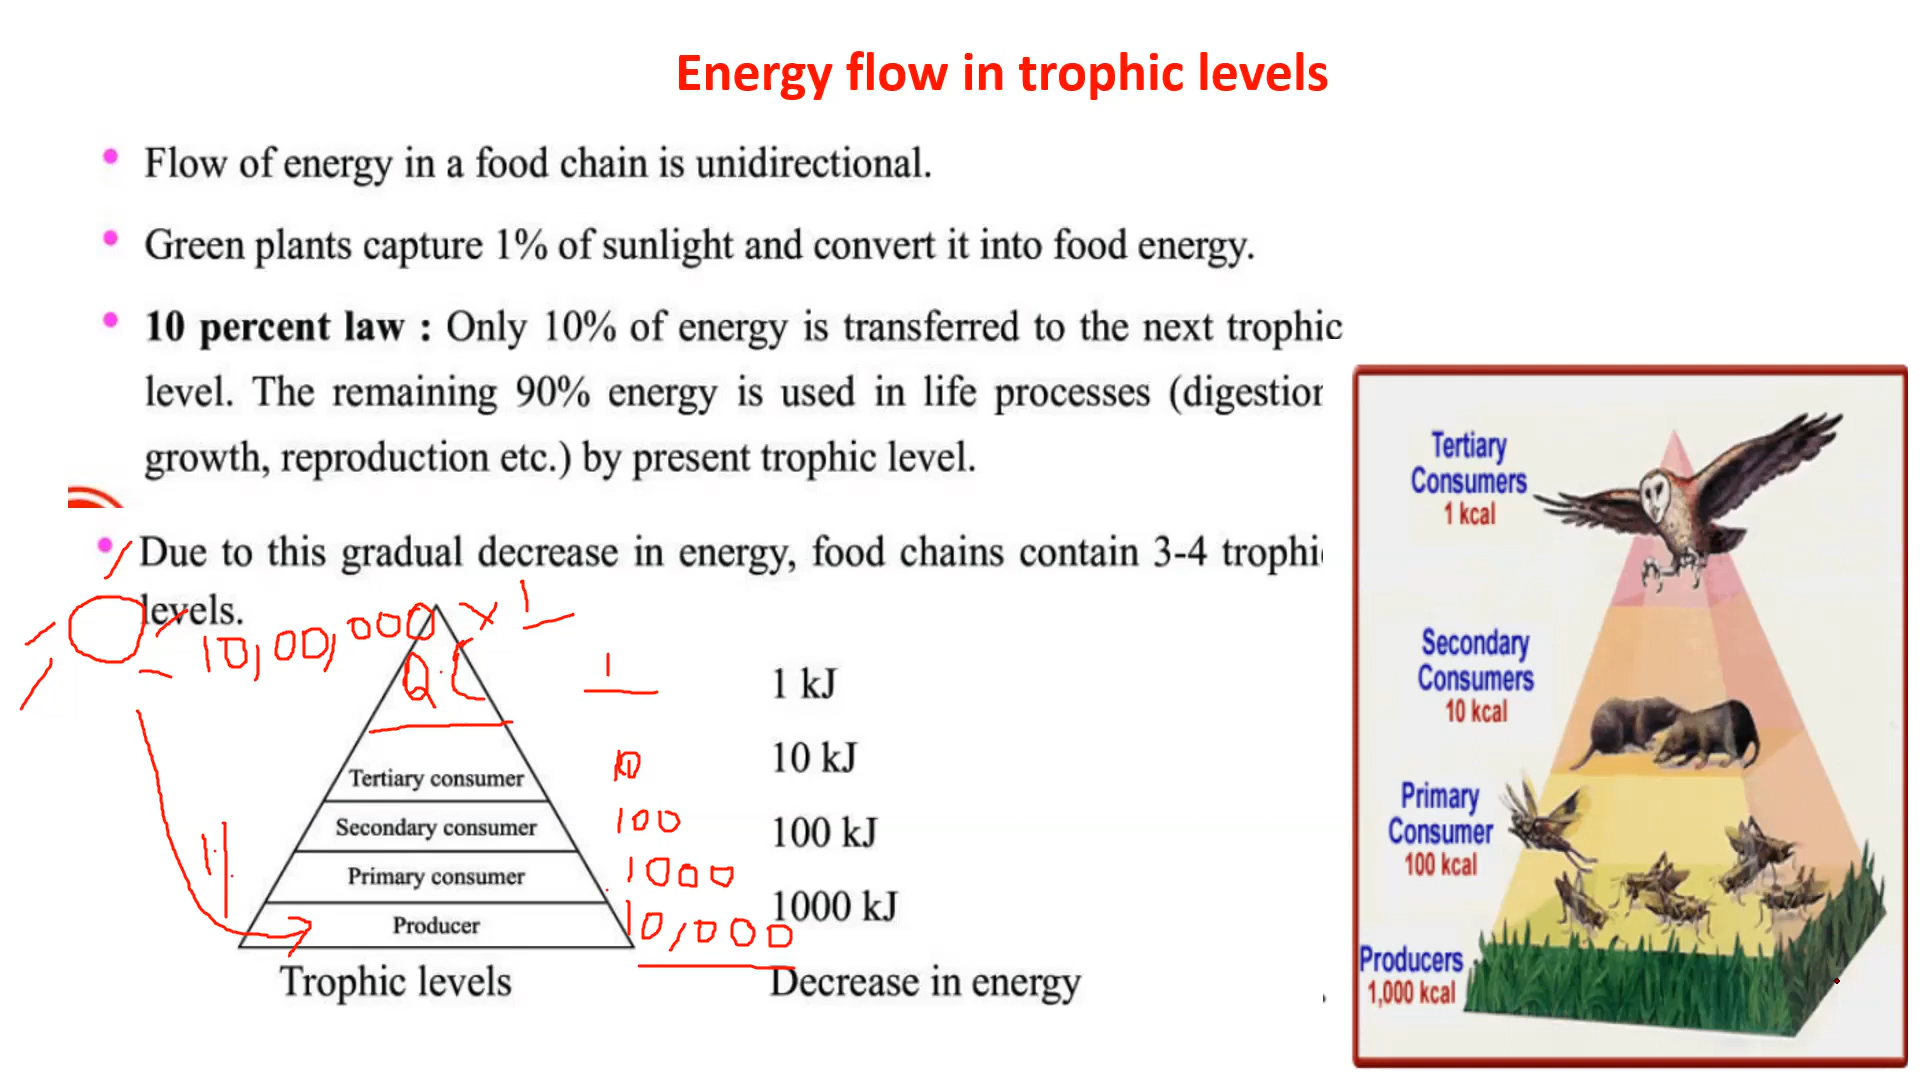 Energy flow in trophic levels
• Flow of energy in a food chain is unidirectional.
• Green plants capture 1% of sunlight and convert it into food energy.
• 10 percent law : Only 10% of energy is transferred to the next trophic
level. The remaining 90% energy is used in life processes (digestion
growth, reproduction etc.) by present trophic level.
• Due to this gradual decrease in energy, food chains contain 3-4 trophi
levels.
10,00,000 x 1
1
10
100
1000
10,000
Tertiary consumer
Secondary consumer
Primary consumer
Producer
Trophic levels
1 kJ
10 kJ
100 kJ
1000 kJ
Decrease in energy
Tertiary
Consumers
1 kcal
Secondary
Consumers
10 kcal
Primary
Consumer
100 kcal
Producers
1,000 kcal